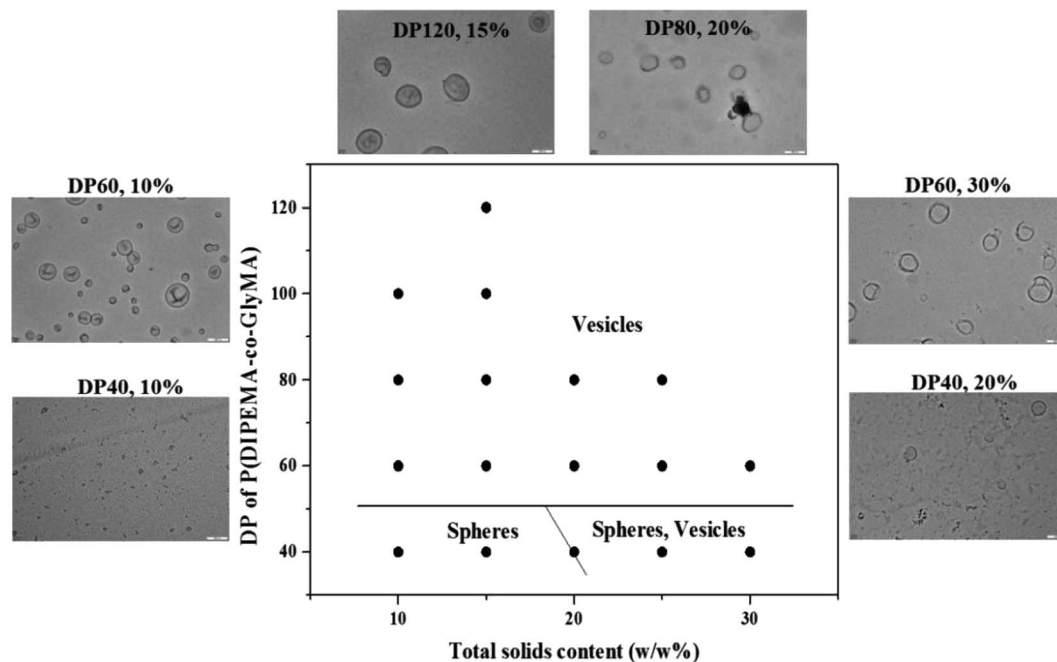 DP120, 15%
DP80, 20%
DP60, 10%
DP60, 30%
DP40, 10%
DP40, 20%
DP of P(DIPEMA-co-GlyMA)
120
100
80
60
40
Vesicles
Spheres
Spheres, Vesicles
10
20
30
Total solids content (w/w%)